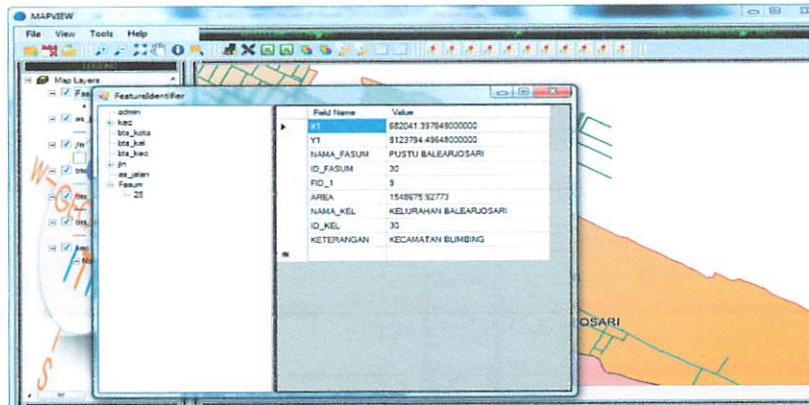 MAPVIEW
File View Tools Help
Map Layers
FeatureIdentifier
admin
kec
bts_kota
bts_kel
bts_kec
jln
as_jalan
Fasum
28
Field Name Value
X1 682041.397848000000
Y1 9123794.49648000000
NAMA_FASUM PUSTU BALEARJOSARI
ID_FASUM 30
FID_1 9
AREA 1548675.92773
NAMA_KEL KELURAHAN BALEARJOSARI
ID_KEL 30
KETERANGAN KECAMATAN BLIMBING
OSARI